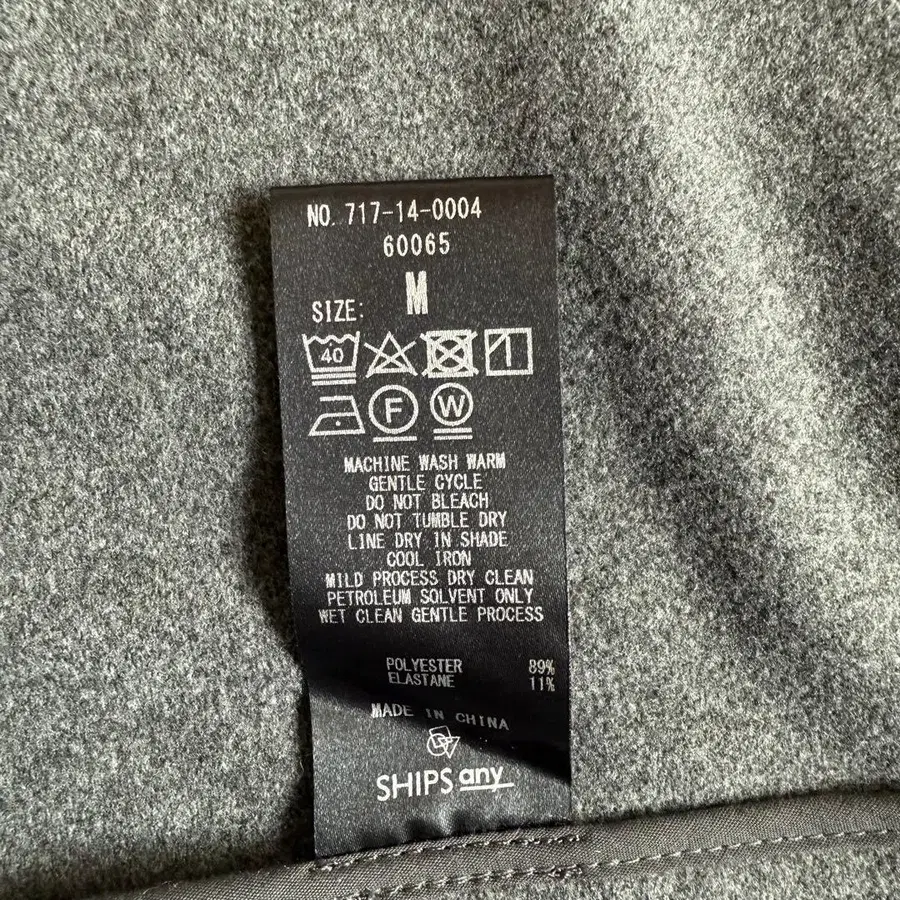 NO. 717-14-0004
60065
SIZE: M
40
F W
MACHINE WASH WARM
GENTLE CYCLE
DO NOT BLEACH
DO NOT TUMBLE DRY
LINE DRY IN SHADE
COOL IRON
MILD PROCESS DRY CLEAN
PETROLEUM SOLVENT ONLY
WET CLEAN GENTLE PROCESS
POLYESTER 89%
ELASTANE 11%
MADE IN CHINA
SHIPS any